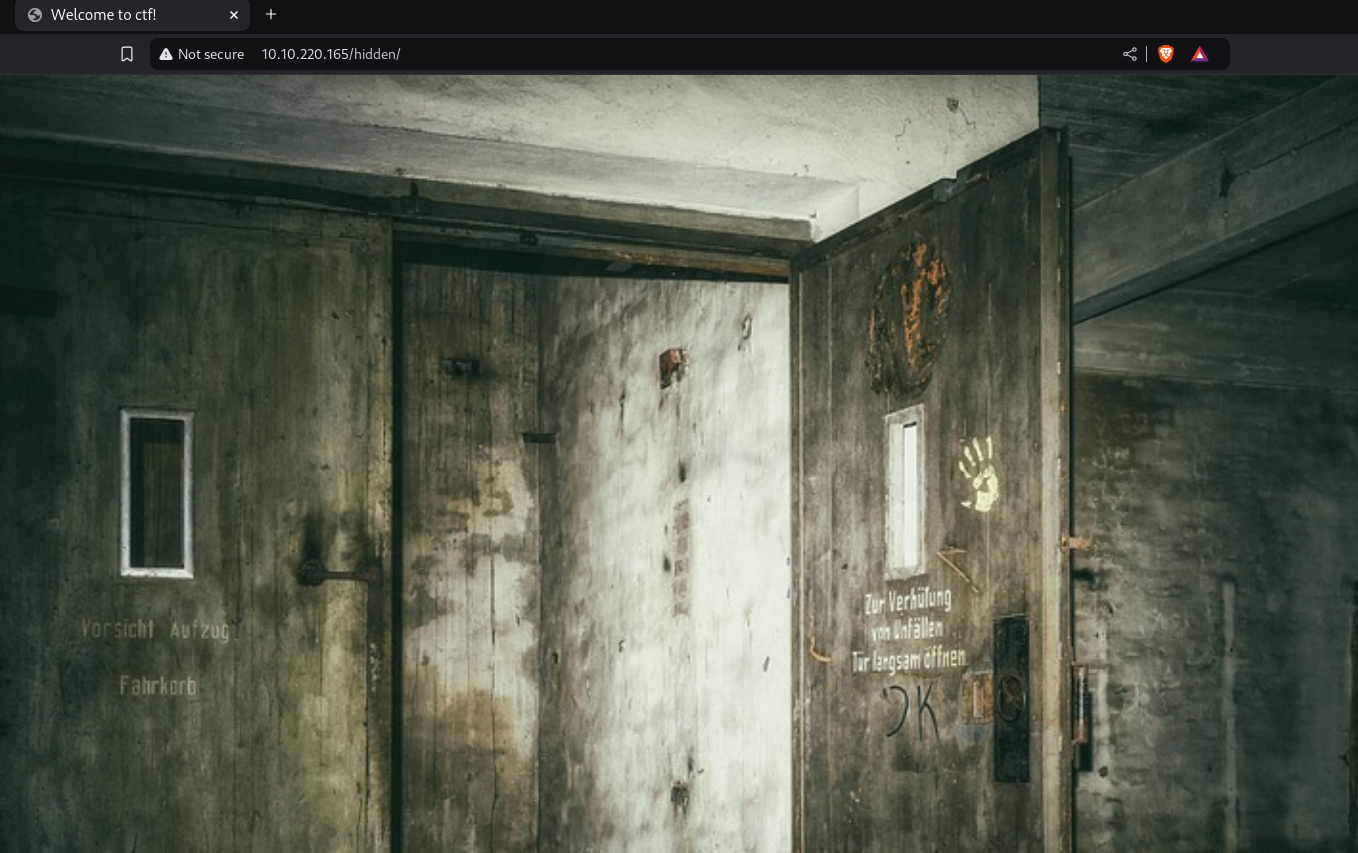 Welcome to ctf!
Not secure
10.10.220.165/hidden/
Vorsicht Aufzug
Fahrkorb
Zur Verhütung
von Unfällen
Tür langsam öffnen
JK